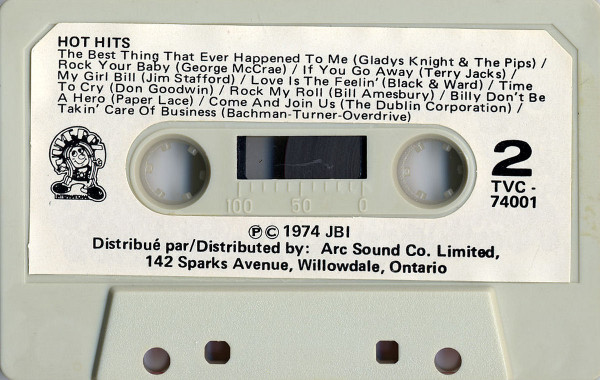 HOT HITS
The Best Thing That Ever Happened To Me (Gladys Knight & The Pips) /
Rock Your Baby (George McCrae) / If You Go Away (Terry Jacks) /
My Girl Bill (Jim Stafford) / Love Is The Feelin' (Black & Ward) / Time
To Cry (Don Goodwin) / Rock My Roll (Bill Amesbury) / Billy Don't Be
A Hero (Paper Lace) / Come And Join Us (The Dublin Corporation) /
Takin' Care Of Business (Bachman-Turner-Overdrive)
INTERNATIONAL
2
TVC -
74001
100 50 0
Ⓟ © 1974 JBI
Distribué par/Distributed by: Arc Sound Co. Limited,
142 Sparks Avenue, Willowdale, Ontario